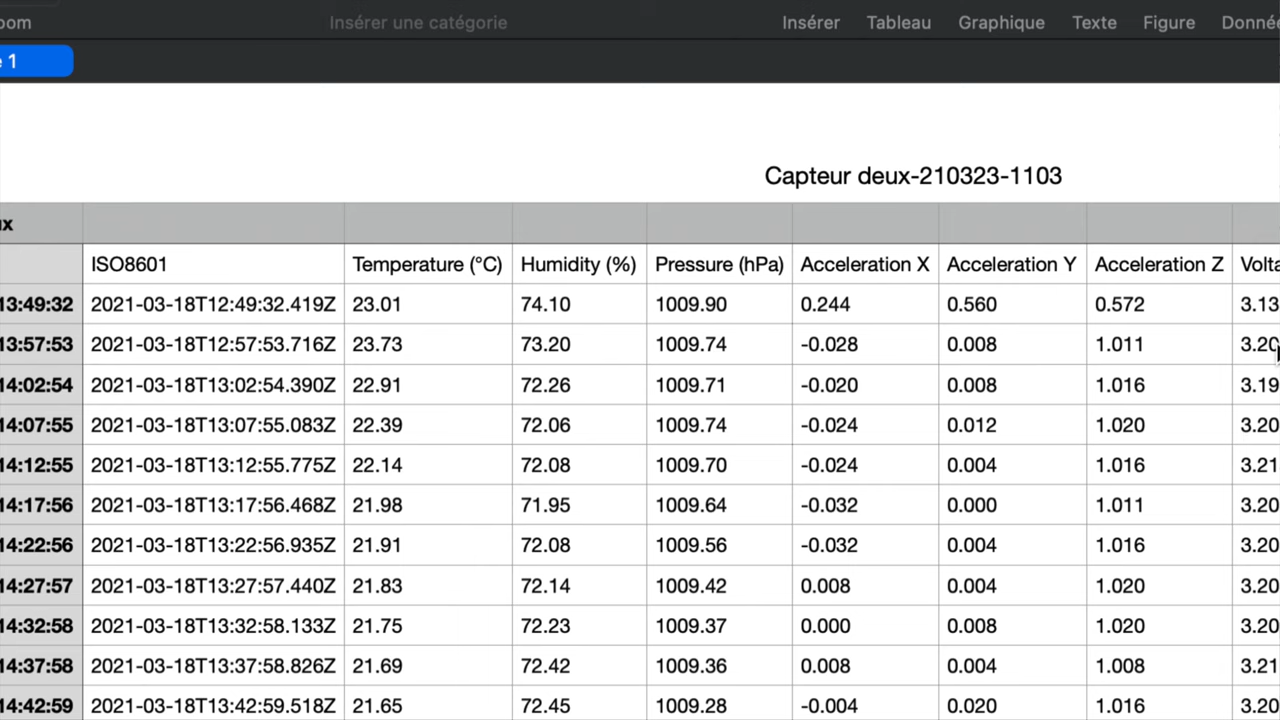 oom Insérer une catégorie Insérer Tableau Graphique Texte Figure Donnée
e 1
Capteur deux-210323-1103
ux
ISO8601 Temperature (°C) Humidity (%) Pressure (hPa) Acceleration X Acceleration Y Acceleration Z Volta
13:49:32 2021-03-18T12:49:32.419Z 23.01 74.10 1009.90 0.244 0.560 0.572 3.13
13:57:53 2021-03-18T12:57:53.716Z 23.73 73.20 1009.74 -0.028 0.008 1.011 3.20
14:02:54 2021-03-18T13:02:54.390Z 22.91 72.26 1009.71 -0.020 0.008 1.016 3.19
14:07:55 2021-03-18T13:07:55.083Z 22.39 72.06 1009.74 -0.024 0.012 1.020 3.20
14:12:55 2021-03-18T13:12:55.775Z 22.14 72.08 1009.70 -0.024 0.004 1.016 3.21
14:17:56 2021-03-18T13:17:56.468Z 21.98 71.95 1009.64 -0.032 0.000 1.011 3.20
14:22:56 2021-03-18T13:22:56.935Z 21.91 72.08 1009.56 -0.032 0.004 1.016 3.20
14:27:57 2021-03-18T13:27:57.440Z 21.83 72.14 1009.42 0.008 0.004 1.020 3.20
14:32:58 2021-03-18T13:32:58.133Z 21.75 72.23 1009.37 0.000 0.008 1.020 3.20
14:37:58 2021-03-18T13:37:58.826Z 21.69 72.42 1009.36 0.008 0.004 1.008 3.21
14:42:59 2021-03-18T13:42:59.518Z 21.65 72.45 1009.28 -0.004 0.020 1.016 3.20